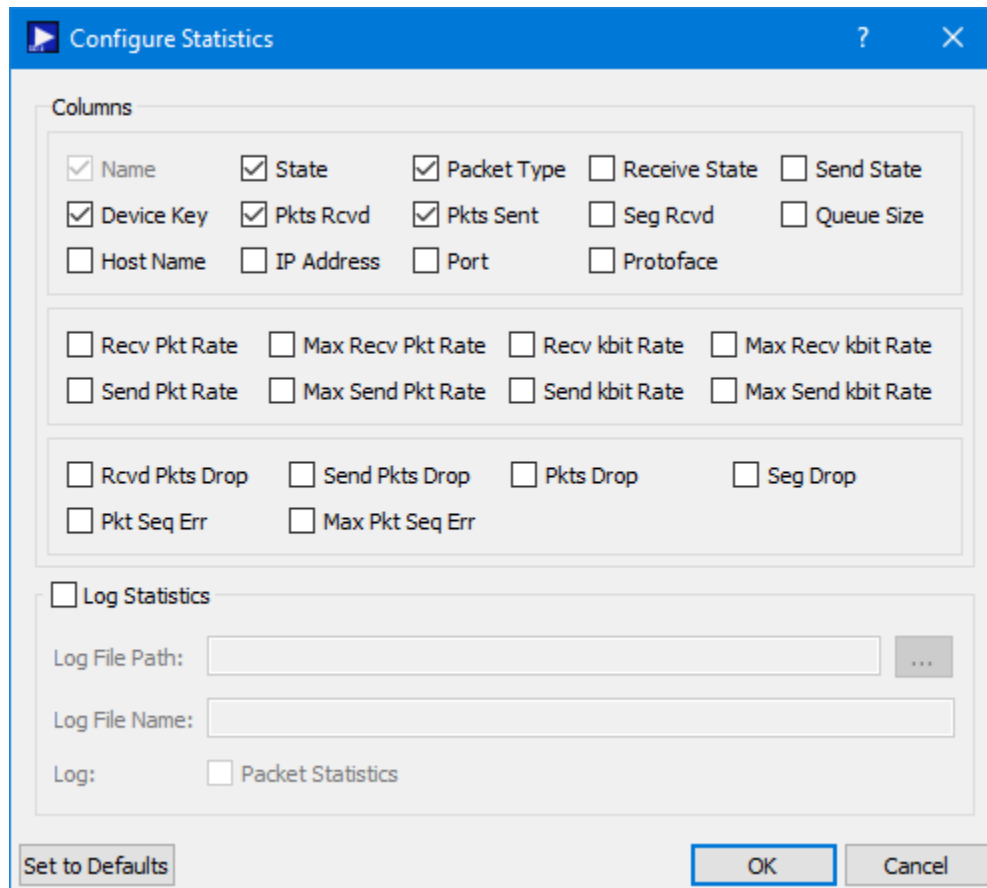 Configure Statistics ?
Columns
Name State Packet Type Receive State Send State
Device Key Pkts Rcvd Pkts Sent Seg Rcvd Queue Size
Host Name IP Address Port Protoface
Recv Pkt Rate Max Recv Pkt Rate Recv kbit Rate Max Recv kbit Rate
Send Pkt Rate Max Send Pkt Rate Send kbit Rate Max Send kbit Rate
Rcvd Pkts Drop Send Pkts Drop Pkts Drop Seg Drop
Pkt Seq Err Max Pkt Seq Err
Log Statistics
Log File Path: ...
Log File Name:
Log: Packet Statistics
Set to Defaults OK Cancel